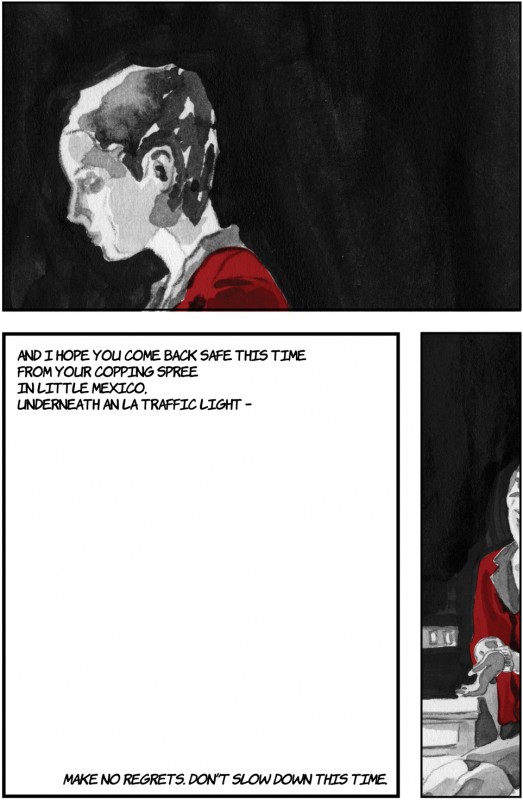 AND I HOPE YOU COME BACK SAFE THIS TIME
FROM YOUR COPPING SPREE
IN LITTLE MEXICO,
UNDERNEATH AN LA TRAFFIC LIGHT -
MAKE NO REGRETS. DON'T SLOW DOWN THIS TIME.